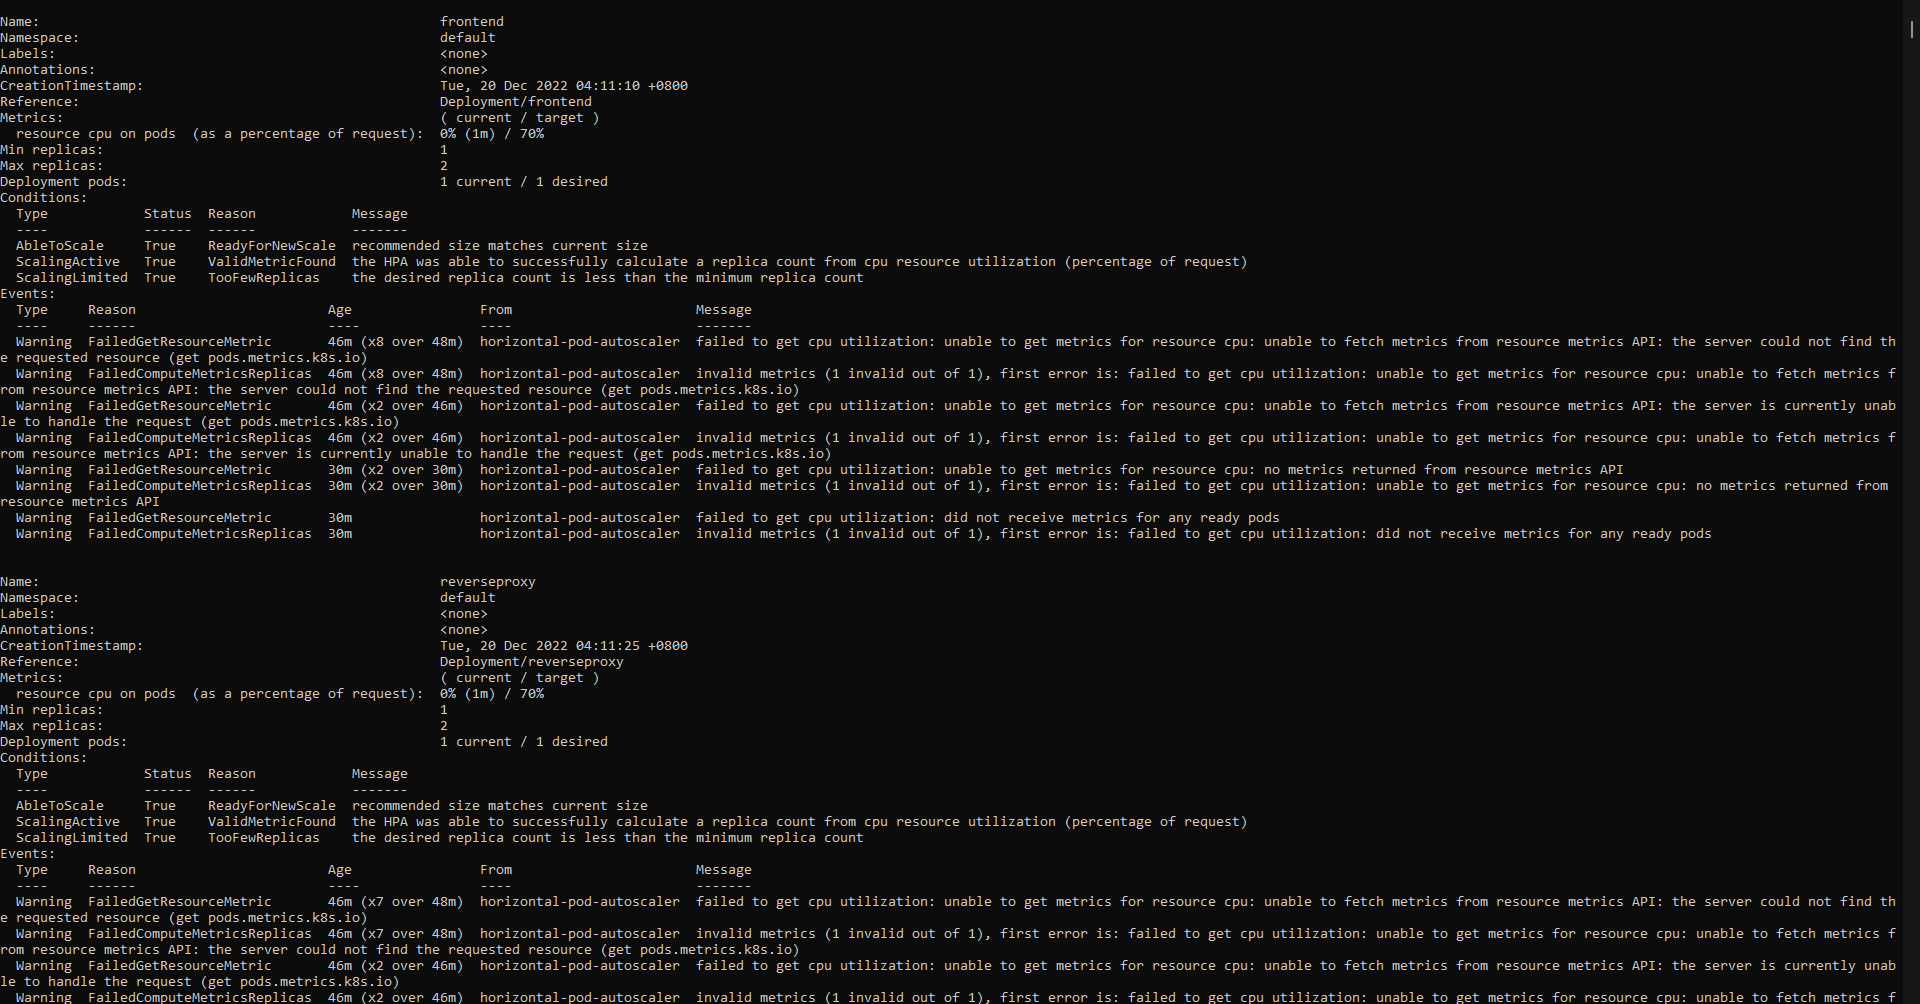 Name:                                                  frontend
Namespace:                                             default
Labels:                                                <none>
Annotations:                                           <none>
CreationTimestamp:                                     Tue, 20 Dec 2022 04:11:10 +0800
Reference:                                             Deployment/frontend
Metrics:                                               ( current / target )
  resource cpu on pods  (as a percentage of request):  0% (1m) / 70%
Min replicas:                                          1
Max replicas:                                          2
Deployment pods:                                       1 current / 1 desired
Conditions:
  Type            Status  Reason            Message
  ----            ------  ------            -------
  AbleToScale     True    ReadyForNewScale  recommended size matches current size
  ScalingActive   True    ValidMetricFound  the HPA was able to successfully calculate a replica count from cpu resource utilization (percentage of request)
  ScalingLimited  True    TooFewReplicas    the desired replica count is less than the minimum replica count
Events:
  Type     Reason                        Age                From                       Message
  ----     ------                        ----               ----                       -------
  Warning  FailedGetResourceMetric       46m (x8 over 48m)  horizontal-pod-autoscaler  failed to get cpu utilization: unable to get metrics for resource cpu: unable to fetch metrics from resource metrics API: the server could not find th
e requested resource (get pods.metrics.k8s.io)
  Warning  FailedComputeMetricsReplicas  46m (x8 over 48m)  horizontal-pod-autoscaler  invalid metrics (1 invalid out of 1), first error is: failed to get cpu utilization: unable to get metrics for resource cpu: unable to fetch metrics f
rom resource metrics API: the server could not find the requested resource (get pods.metrics.k8s.io)
  Warning  FailedGetResourceMetric       46m (x2 over 46m)  horizontal-pod-autoscaler  failed to get cpu utilization: unable to get metrics for resource cpu: unable to fetch metrics from resource metrics API: the server is currently unab
le to handle the request (get pods.metrics.k8s.io)
  Warning  FailedComputeMetricsReplicas  46m (x2 over 46m)  horizontal-pod-autoscaler  invalid metrics (1 invalid out of 1), first error is: failed to get cpu utilization: unable to get metrics for resource cpu: unable to fetch metrics f
rom resource metrics API: the server is currently unable to handle the request (get pods.metrics.k8s.io)
  Warning  FailedGetResourceMetric       30m (x2 over 30m)  horizontal-pod-autoscaler  failed to get cpu utilization: unable to get metrics for resource cpu: no metrics returned from resource metrics API
  Warning  FailedComputeMetricsReplicas  30m (x2 over 30m)  horizontal-pod-autoscaler  invalid metrics (1 invalid out of 1), first error is: failed to get cpu utilization: unable to get metrics for resource cpu: no metrics returned from
resource metrics API
  Warning  FailedGetResourceMetric       30m                horizontal-pod-autoscaler  failed to get cpu utilization: did not receive metrics for any ready pods
  Warning  FailedComputeMetricsReplicas  30m                horizontal-pod-autoscaler  invalid metrics (1 invalid out of 1), first error is: failed to get cpu utilization: did not receive metrics for any ready pods
Name:                                                  reverseproxy
Namespace:                                             default
Labels:                                                <none>
Annotations:                                           <none>
CreationTimestamp:                                     Tue, 20 Dec 2022 04:11:25 +0800
Reference:                                             Deployment/reverseproxy
Metrics:                                               ( current / target )
  resource cpu on pods  (as a percentage of request):  0% (1m) / 70%
Min replicas:                                          1
Max replicas:                                          2
Deployment pods:                                       1 current / 1 desired
Conditions:
  Type            Status  Reason            Message
  ----            ------  ------            -------
  AbleToScale     True    ReadyForNewScale  recommended size matches current size
  ScalingActive   True    ValidMetricFound  the HPA was able to successfully calculate a replica count from cpu resource utilization (percentage of request)
  ScalingLimited  True    TooFewReplicas    the desired replica count is less than the minimum replica count
Events:
  Type     Reason                        Age                From                       Message
  ----     ------                        ----               ----                       -------
  Warning  FailedGetResourceMetric       46m (x7 over 48m)  horizontal-pod-autoscaler  failed to get cpu utilization: unable to get metrics for resource cpu: unable to fetch metrics from resource metrics API: the server could not find th
e requested resource (get pods.metrics.k8s.io)
  Warning  FailedComputeMetricsReplicas  46m (x7 over 48m)  horizontal-pod-autoscaler  invalid metrics (1 invalid out of 1), first error is: failed to get cpu utilization: unable to get metrics for resource cpu: unable to fetch metrics f
rom resource metrics API: the server could not find the requested resource (get pods.metrics.k8s.io)
  Warning  FailedGetResourceMetric       46m (x2 over 46m)  horizontal-pod-autoscaler  failed to get cpu utilization: unable to get metrics for resource cpu: unable to fetch metrics from resource metrics API: the server is currently unab
le to handle the request (get pods.metrics.k8s.io)
  Warning  FailedComputeMetricsReplicas  46m (x2 over 46m)  horizontal-pod-autoscaler  invalid metrics (1 invalid out of 1), first error is: failed to get cpu utilization: unable to get metrics for resource cpu: unable to fetch metrics f